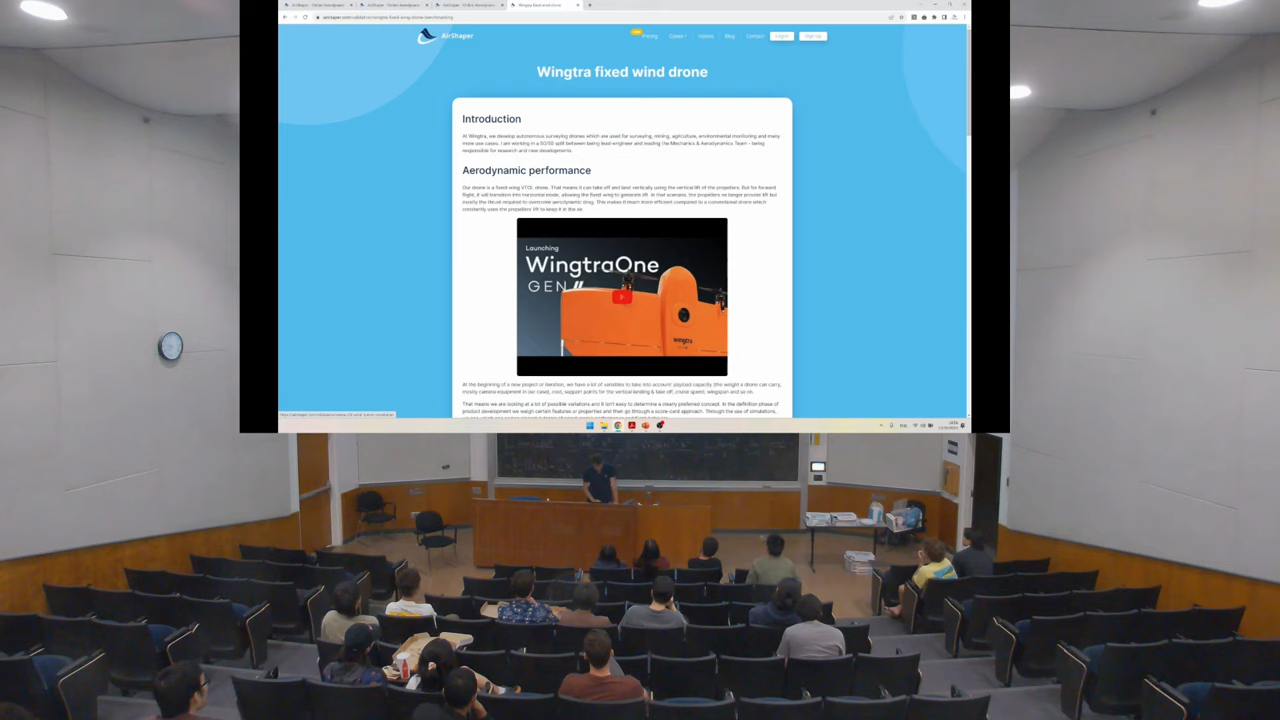 AirShaper
Pricing
Cases
Videos
Blog
Contact
Log in
Sign Up
Wingtra fixed wind drone
Introduction
At Wingtra, we develop autonomous surveying drones which are used for surveying, mining, agriculture, environmental monitoring and many
more use cases. I am working in a 50/50 split between being lead-engineer and leading the Mechanics & Aerodynamics Team - being
responsible for research and new developments.
Aerodynamic performance
Our drone is a fixed wing VTOL drone. That means it can take off and land vertically using the vertical lift of the propellers. But for forward
flight, it will transition into horizontal mode, allowing the fixed wing to generate lift. In that scenario, the propellers no longer provide lift but
mostly the thrust required to overcome aerodynamic drag. This makes it much more efficient compared to a conventional drone which
constantly uses the propellers' lift to keep it in the air.
Launching
WingtraOne
GEN II
wingtra
At the beginning of a new project or iteration, we have a lot of variables to take into account: payload capacity (the weight a drone can carry,
mostly camera equipment in our case), cost, support points for the vertical landing & take off, cruise speed, wingspan and so on.
That means we are looking at a lot of possible variations and it isn't easy to determine a clearly preferred concept. In the definition phase of
product development we weigh certain features or properties and then go through a score-card approach. Through the use of simulations,